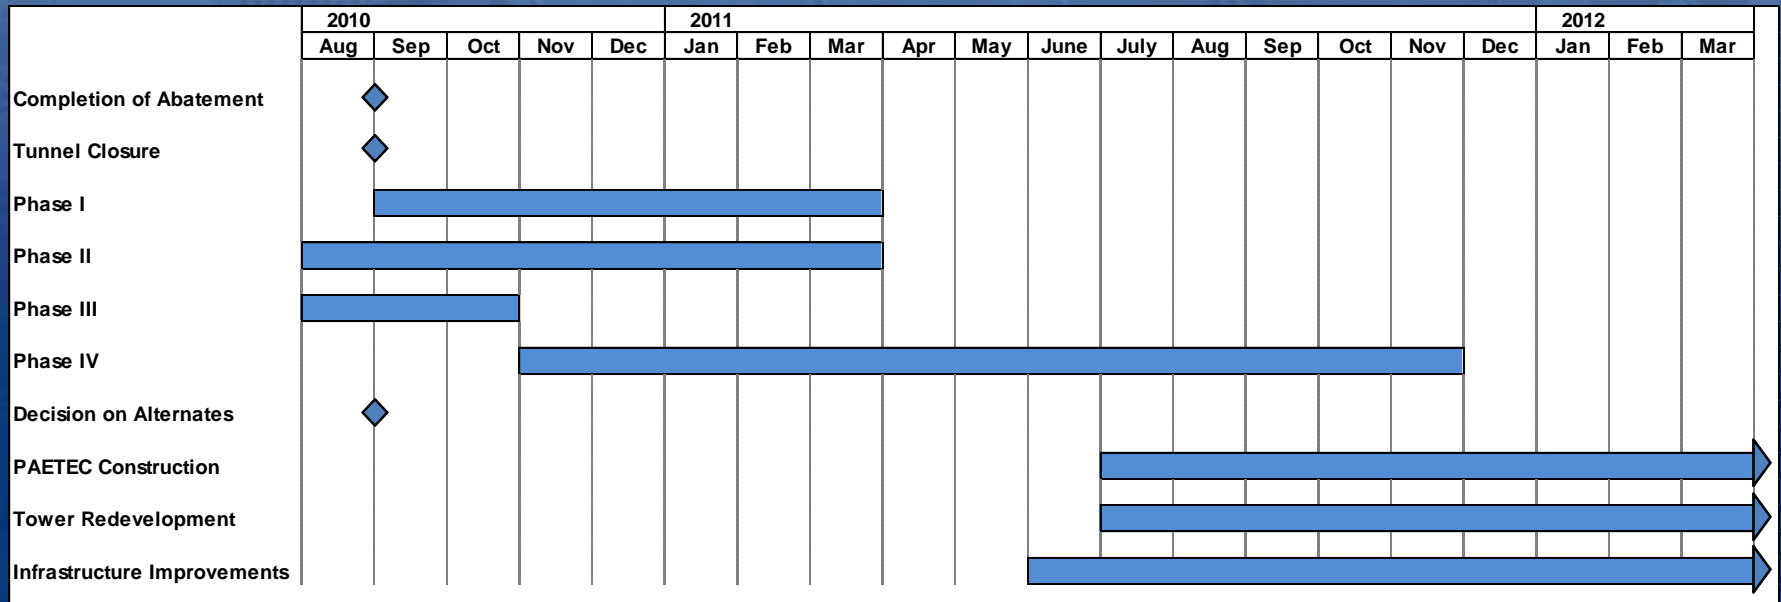 2010 2011 2012
Aug Sep Oct Nov Dec Jan Feb Mar Apr May June July Aug Sep Oct Nov Dec Jan Feb Mar
Completion of Abatement
Tunnel Closure
Phase I
Phase II
Phase III
Phase IV
Decision on Alternates
PAETEC Construction
Tower Redevelopment
Infrastructure Improvements